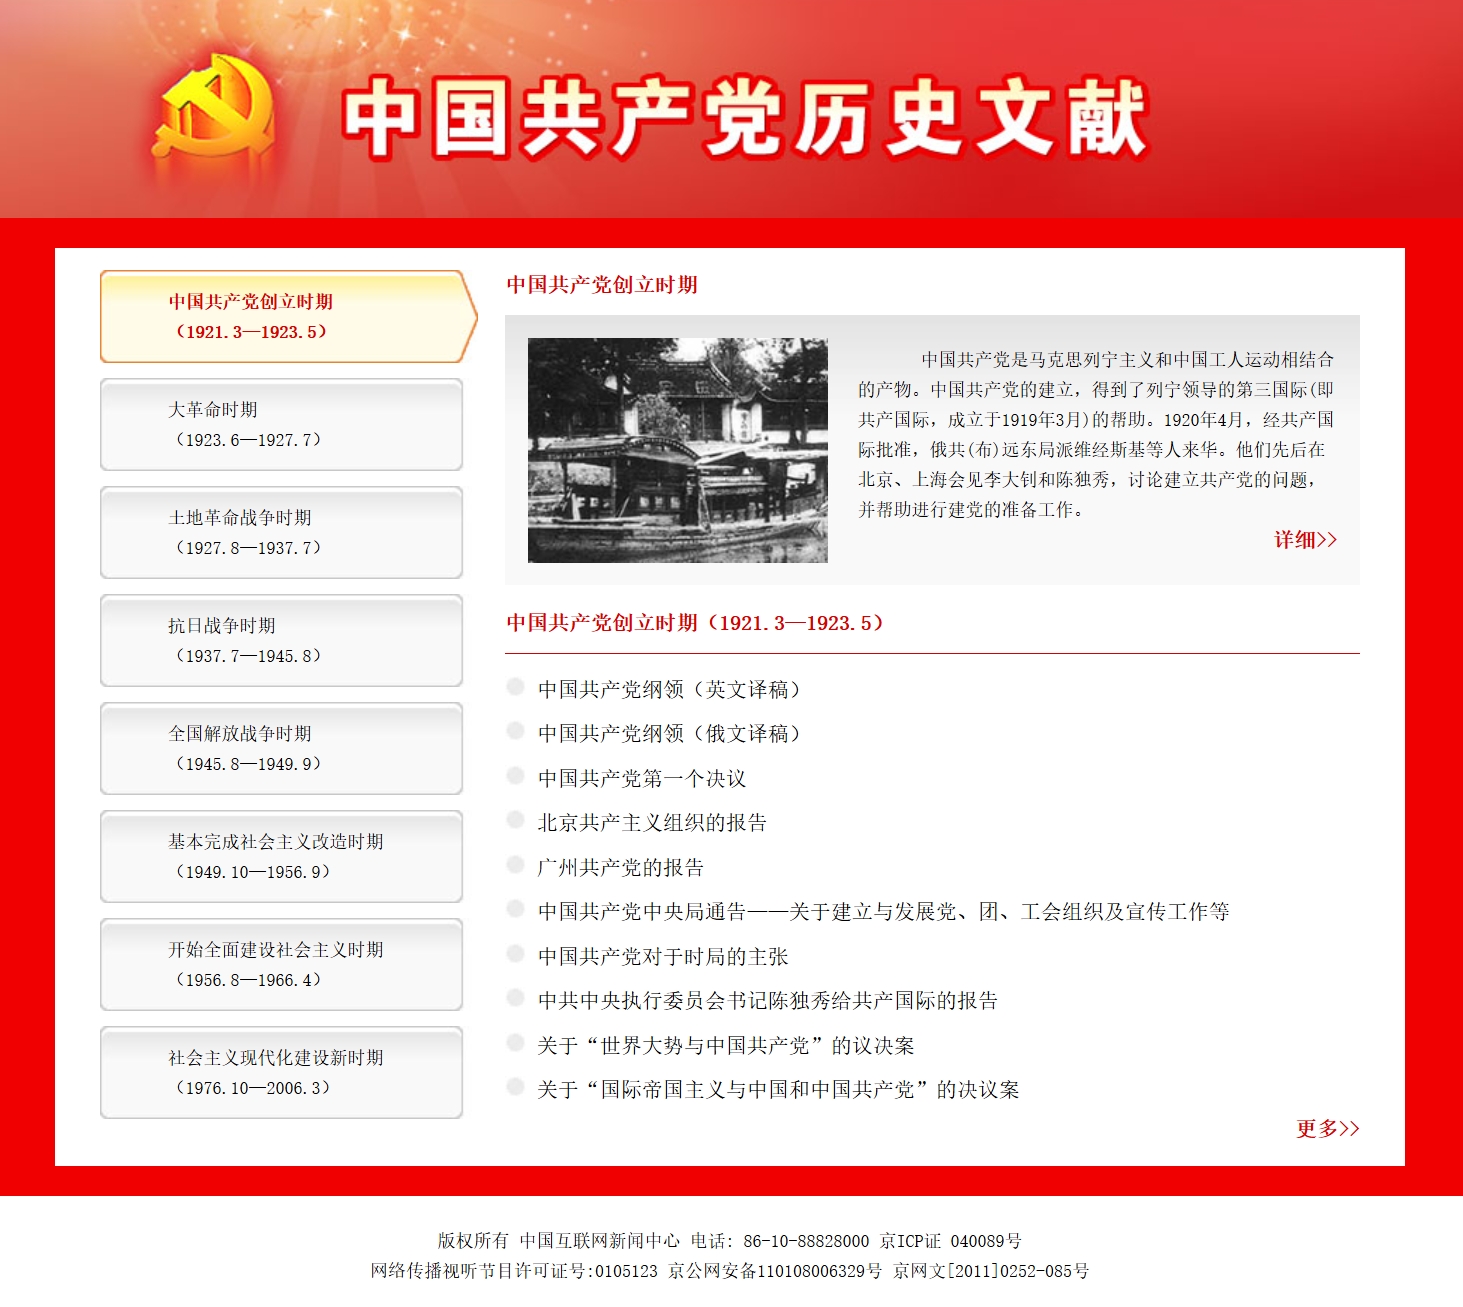 中国共产党历史文献
中国共产党创立时期
（1921.3—1923.5）
大革命时期
（1923.6—1927.7）
土地革命战争时期
（1927.8—1937.7）
抗日战争时期
（1937.7—1945.8）
全国解放战争时期
（1945.8—1949.9）
基本完成社会主义改造时期
（1949.10—1956.9）
开始全面建设社会主义时期
（1956.8—1966.4）
社会主义现代化建设新时期
（1976.10—2006.3）
中国共产党创立时期
中国共产党是马克思列宁主义和中国工人运动相结合
的产物。中国共产党的建立，得到了列宁领导的第三国际(即
共产国际，成立于1919年3月)的帮助。1920年4月，经共产国
际批准，俄共(布)远东局派维经斯基等人来华。他们先后在
北京、上海会见李大钊和陈独秀，讨论建立共产党的问题，
并帮助进行建党的准备工作。
详细>>
中国共产党创立时期（1921.3—1923.5）
中国共产党纲领（英文译稿）
中国共产党纲领（俄文译稿）
中国共产党第一个决议
北京共产主义组织的报告
广州共产党的报告
中国共产党中央局通告——关于建立与发展党、团、工会组织及宣传工作等
中国共产党对于时局的主张
中共中央执行委员会书记陈独秀给共产国际的报告
关于“世界大势与中国共产党”的议决案
关于“国际帝国主义与中国和中国共产党”的决议案
更多>>
版权所有 中国互联网新闻中心 电话: 86-10-88828000 京ICP证 040089号
网络传播视听节目许可证号:0105123 京公网安备110108006329号 京网文[2011]0252-085号